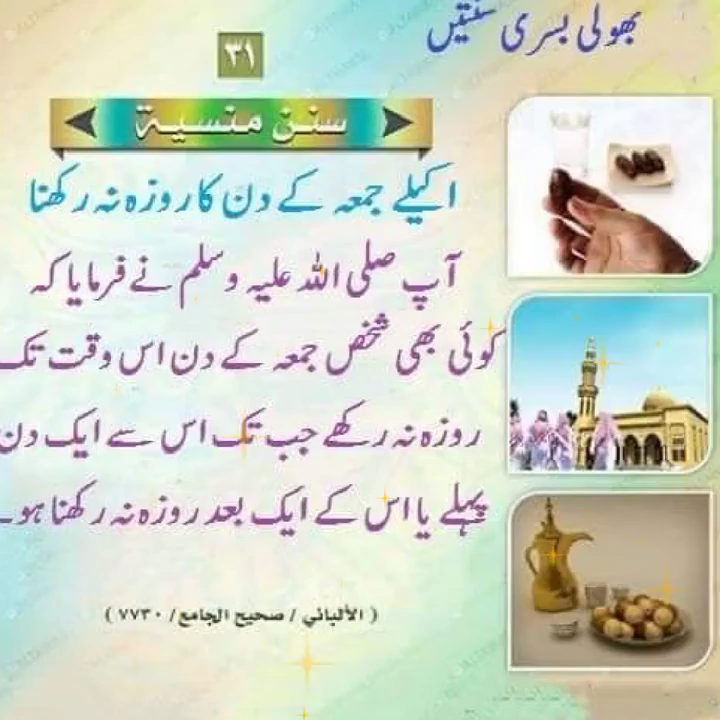 بھولی بسری سنتیں
٣١
سنن منسية
اکیلے جمعہ کے دن کا روزہ نہ رکھنا
آپ صلی اللہ علیہ وسلم نے فرمایا کہ
کوئی بھی شخص جمعہ کے دن اس وقت تک
روزہ نہ رکھے جب تک اس سے ایک دن
پہلے یا اس کے ایک بعد روزہ نہ رکھنا ہو۔
( الألباني / صحيح الجامع / ٧٧٣٠ )